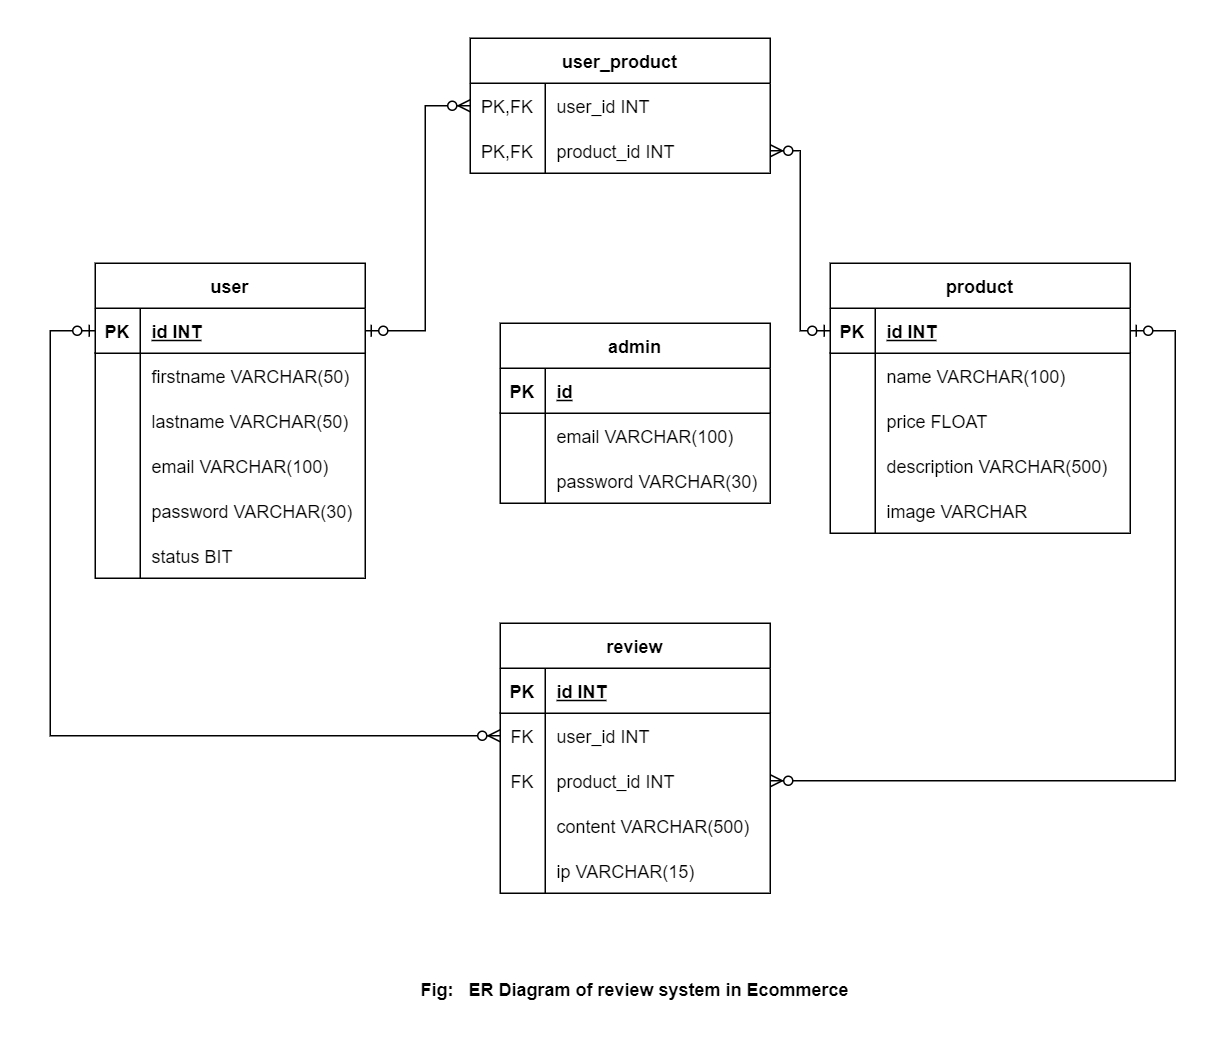 user_product
PK,FK user_id INT
PK,FK product_id INT
user
PK id INT
firstname VARCHAR(50)
lastname VARCHAR(50)
email VARCHAR(100)
password VARCHAR(30)
status BIT
admin
PK id
email VARCHAR(100)
password VARCHAR(30)
product
PK id INT
name VARCHAR(100)
price FLOAT
description VARCHAR(500)
image VARCHAR
review
PK id INT
FK user_id INT
FK product_id INT
content VARCHAR(500)
ip VARCHAR(15)
Fig: ER Diagram of review system in Ecommerce